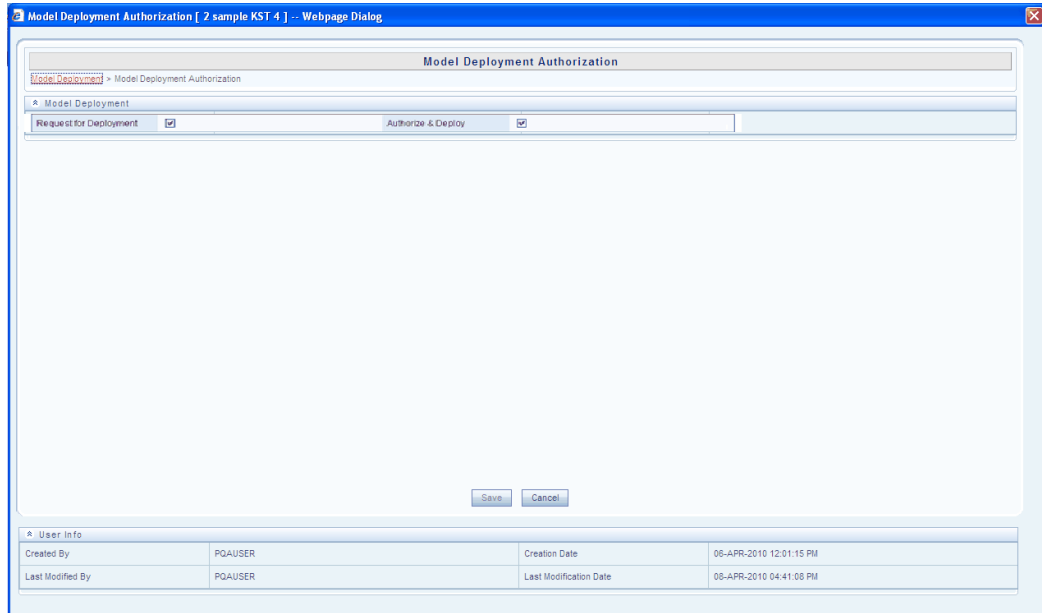 Model Deployment Authorization [ 2 sample KST 4 ] -- Webpage Dialog
Model Deployment Authorization
Model Deployment > Model Deployment Authorization
Model Deployment
Request for Deployment Authorize & Deploy
Save Cancel
User Info
Created By PQAUSER Creation Date 06-APR-2010 12:01:15 PM
Last Modified By PQAUSER Last Modification Date 08-APR-2010 04:41:08 PM